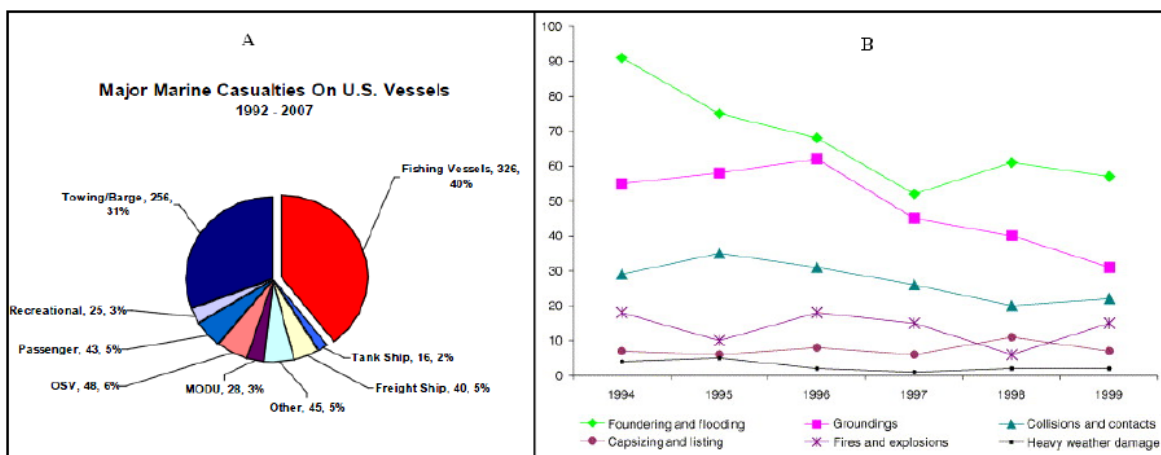 A
Major Marine Casualties On U.S. Vessels
1992 - 2007
Fishing Vessels, 326,
40%
Towing/Barge, 256,
31%
Recreational, 25, 3%
Passenger, 43, 5%
OSV, 48, 6%
MODU, 28, 3%
Other, 45, 5%
Freight Ship, 40, 5%
Tank Ship, 16, 2%
B
100
90
80
70
60
50
40
30
20
10
0
1994 1995 1996 1997 1998 1999
Foundering and flooding Groundings Collisions and contacts
Capsizing and listing Fires and explosions Heavy weather damage